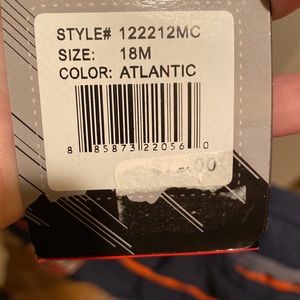 STYLE# 122212MC
SIZE: 18M
COLOR: ATLANTIC
8 85873 22056 0